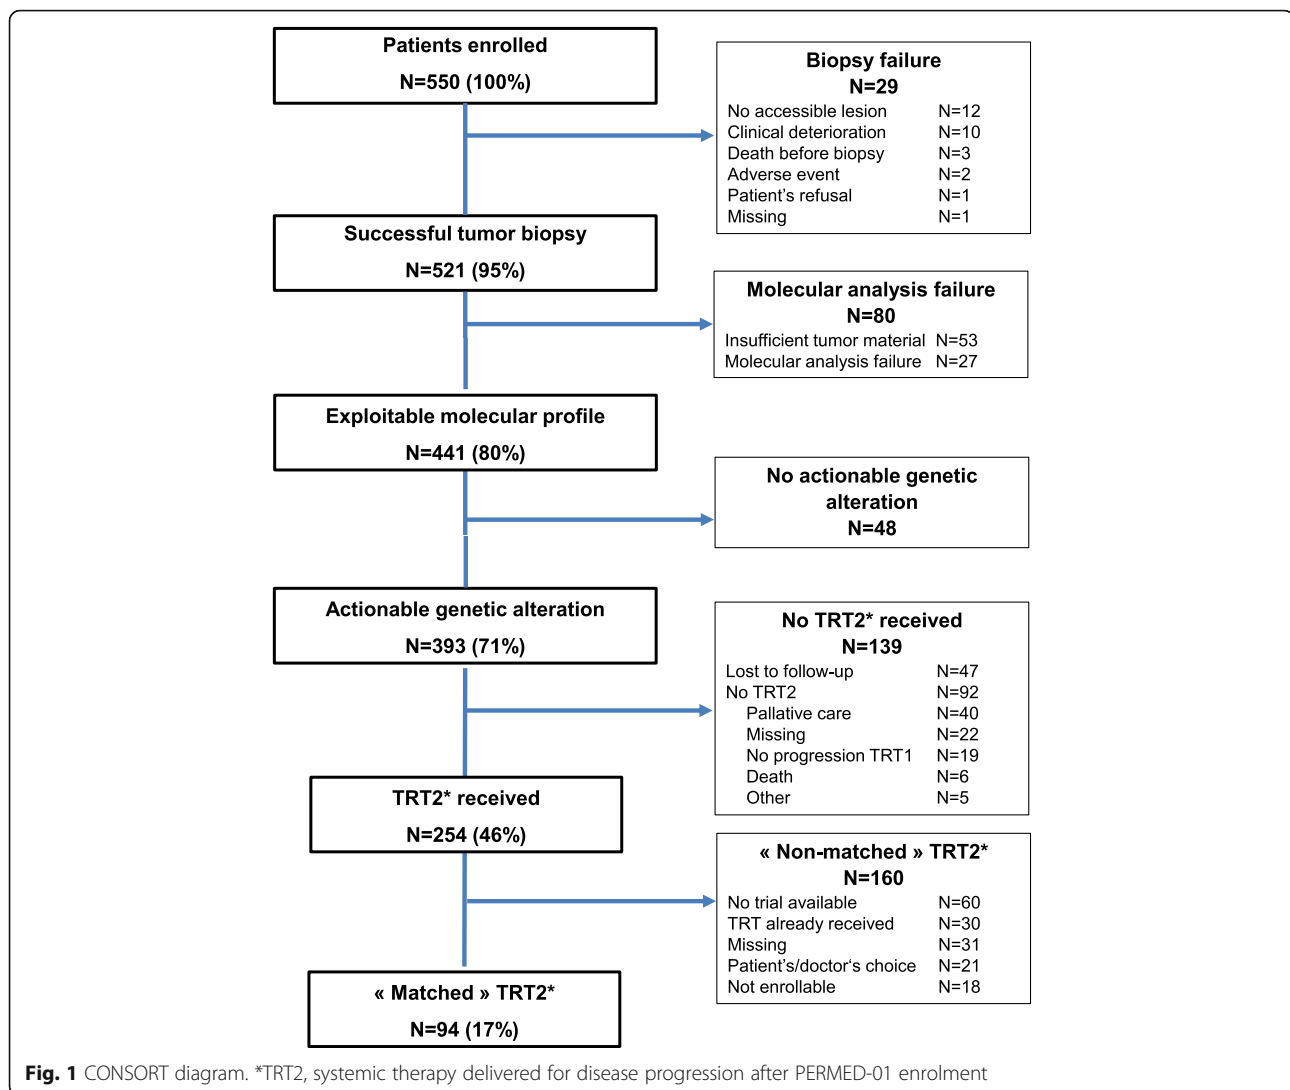 Patients enrolled
N=550 (100%)
Biopsy failure
N=29
No accessible lesion N=12
Clinical deterioration N=10
Death before biopsy N=3
Adverse event N=2
Patient's refusal N=1
Missing N=1
Successful tumor biopsy
N=521 (95%)
Molecular analysis failure
N=80
Insufficient tumor material N=53
Molecular analysis failure N=27
Exploitable molecular profile
N=441 (80%)
No actionable genetic
alteration
N=48
Actionable genetic alteration
N=393 (71%)
No TRT2* received
N=139
Lost to follow-up N=47
No TRT2 N=92
Pallative care N=40
Missing N=22
No progression TRT1 N=19
Death N=6
Other N=5
TRT2* received
N=254 (46%)
« Non-matched » TRT2*
N=160
No trial available N=60
TRT already received N=30
Missing N=31
Patient's/doctor‘s choice N=21
Not enrollable N=18
« Matched » TRT2*
N=94 (17%)
Fig. 1 CONSORT diagram. *TRT2, systemic therapy delivered for disease progression after PERMED-01 enrolment